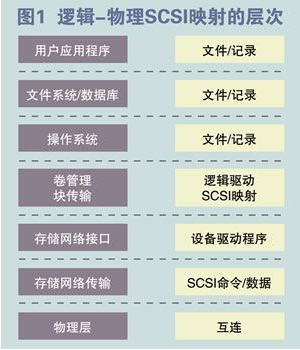 图1 逻辑-物理SCSI映射的层次
用户应用程序
文件/记录
文件系统/数据库
文件/记录
操作系统
文件/记录
卷管理
块传输
逻辑驱动
SCSI映射
存储网络接口
设备驱动程序
存储网络传输
SCSI命令/数据
物理层
互连